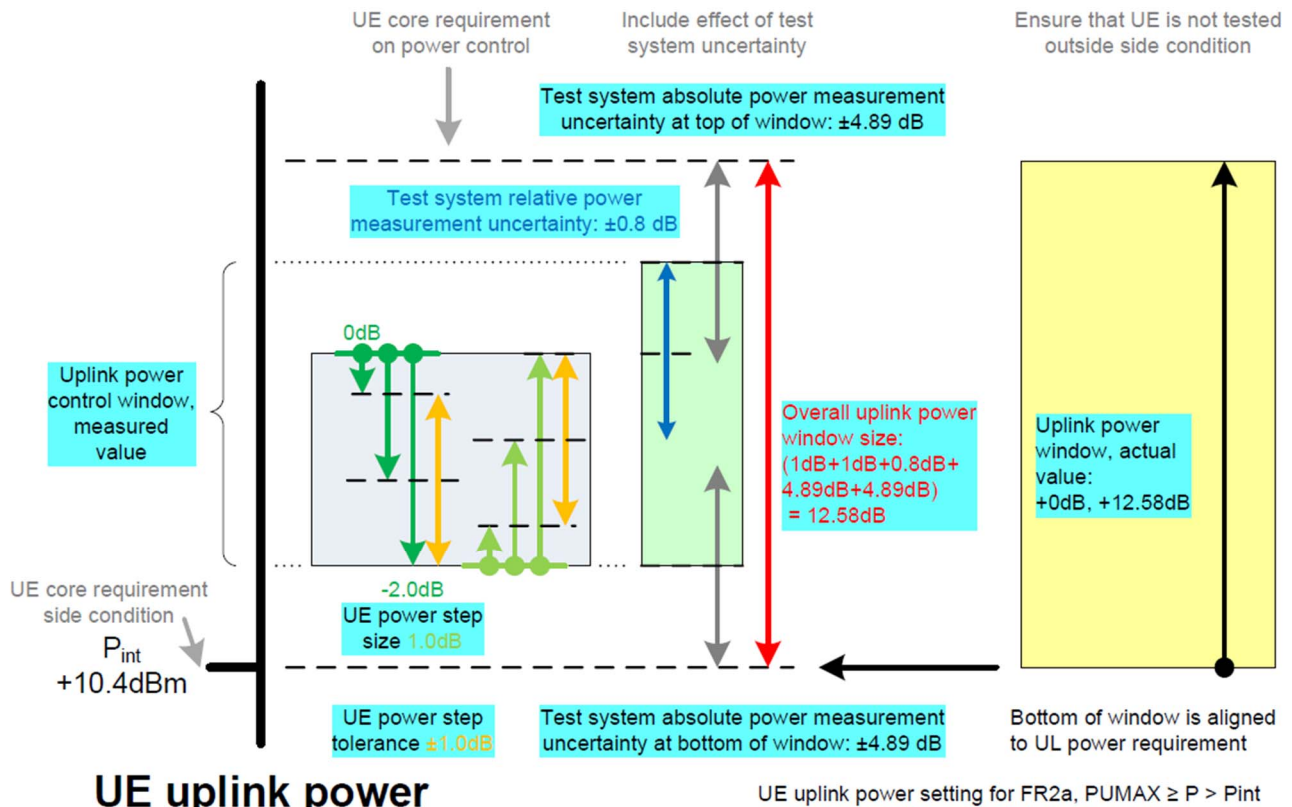 UE core requirement
on power control
Include effect of test
system uncertainty
Ensure that UE is not tested
outside side condition
Test system absolute power measurement
uncertainty at top of window: ±4.89 dB
Test system relative power
measurement uncertainty: ±0.8 dB
0dB
Uplink power
control window,
measured
value
Overall uplink power
window size:
(1dB+1dB+0.8dB+
4.89dB+4.89dB)
= 12.58dB
Uplink power
window, actual
value:
+0dB, +12.58dB
-2.0dB
UE power step
size 1.0dB
UE core requirement
side condition
Pint
+10.4dBm
UE power step
tolerance ±1.0dB
Test system absolute power measurement
uncertainty at bottom of window: ±4.89 dB
Bottom of window is aligned
to UL power requirement
UE uplink power
UE uplink power setting for FR2a, PUMAX ≥ P > Pint